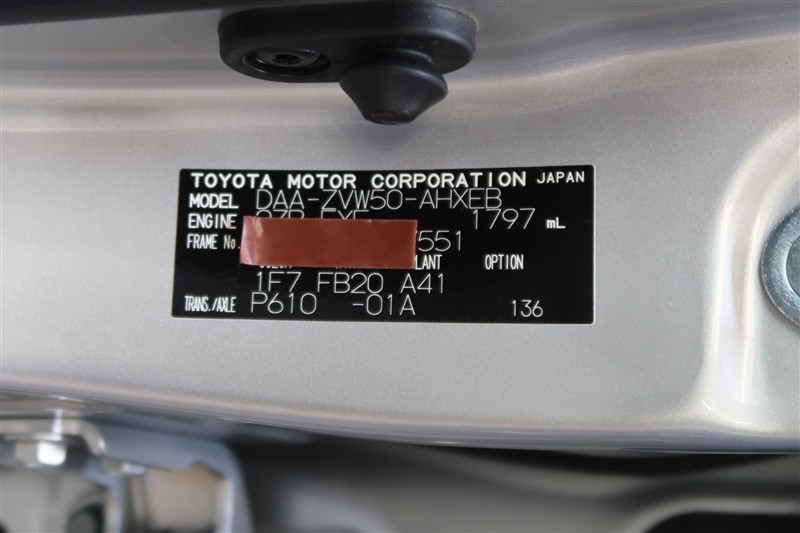 TOYOTA MOTOR CORPORATION JAPAN
MODEL DAA-ZVW50-AHXEB
ENGINE 1797 mL
FRAME No. 551
PLANT OPTION
1F7 FB20 A41
TRANS./AXLE P610 -01A 136